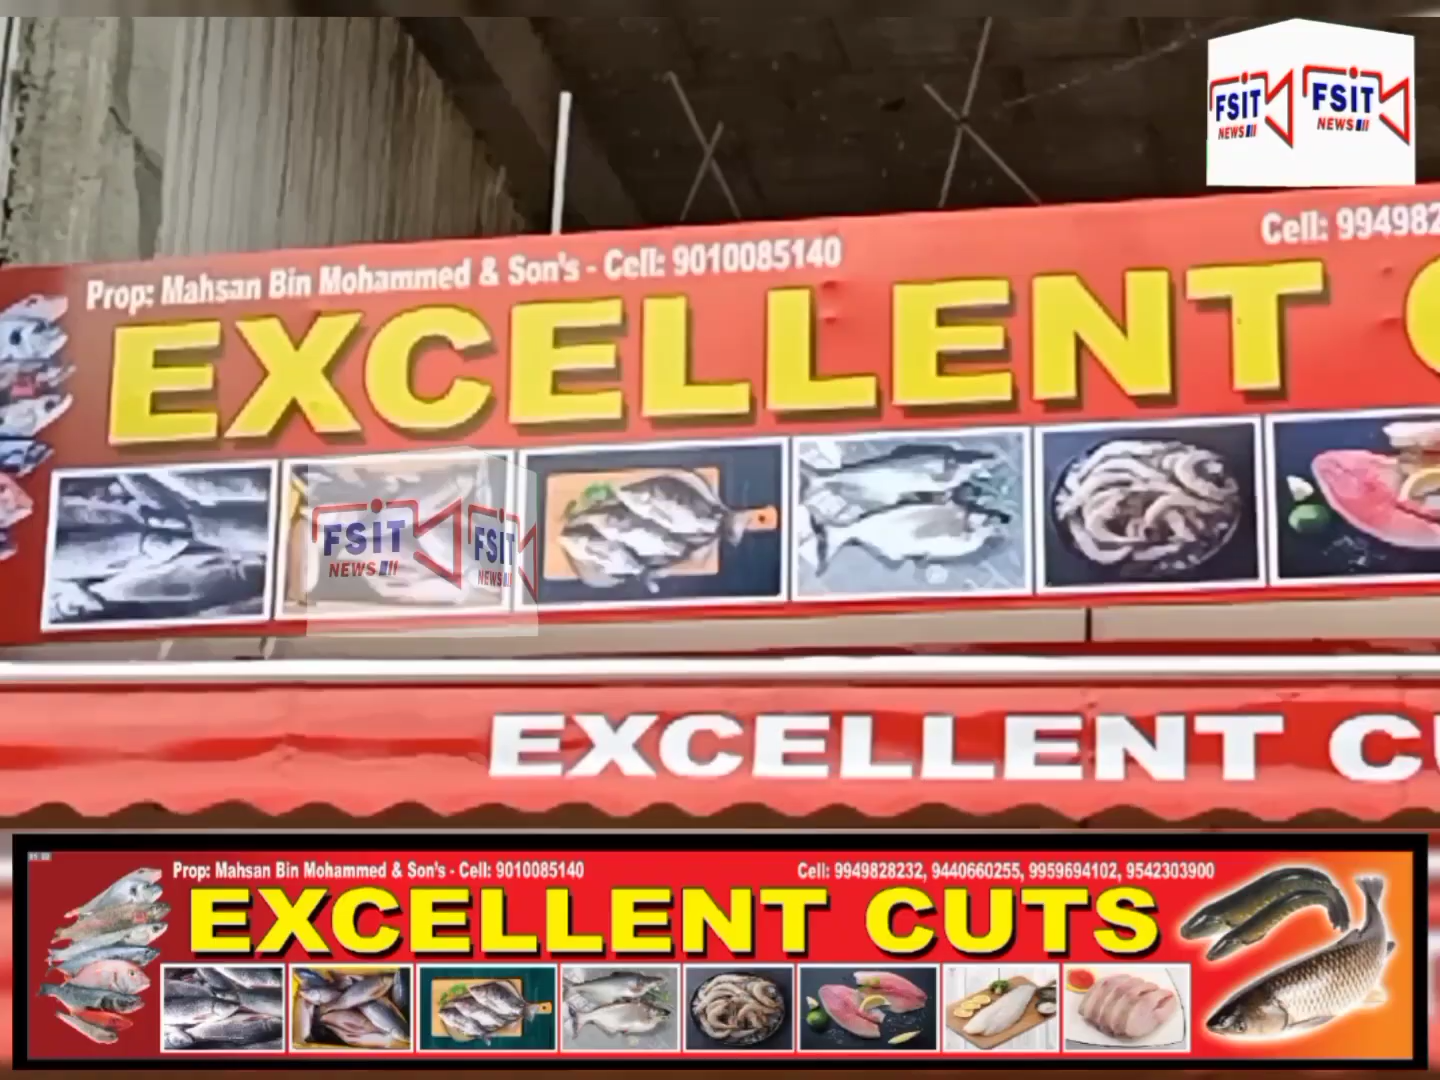 FSIT FSIT
NEWS NEWS
Prop: Mahsan Bin Mohammed & Son's - Cell: 9010085140
Cell: 99498
EXCELLENT
FSIT FSIT
NEWS NEWS
EXCELLENT CU
Prop: Mahsan Bin Mohammed & Son's - Cell: 9010085140
Cell: 9949828232, 9440660255, 9959694102, 9542303900
EXCELLENT CUTS